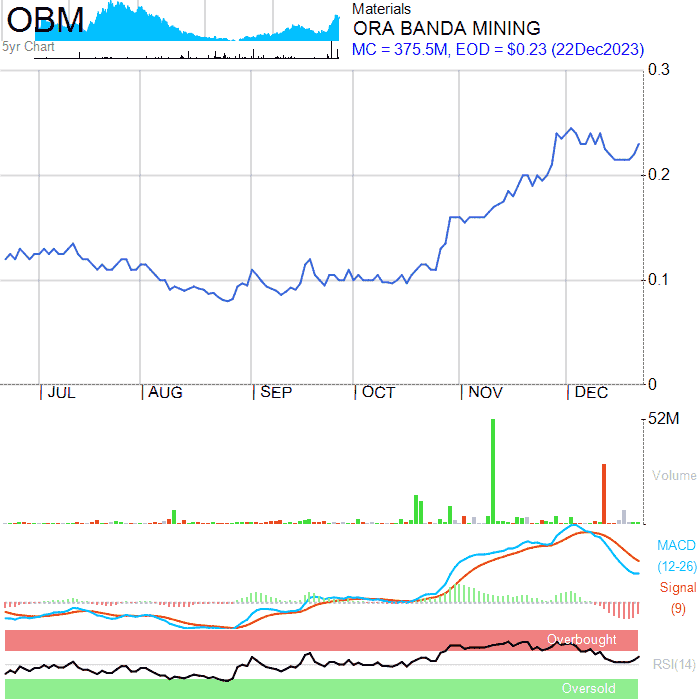 OBM
5yr Chart
Materials
ORA BANDA MINING
MC = 375.5M, EOD = $0.23 (22Dec2023)
0.3
0.2
0.1
0
JUL AUG SEP OCT NOV DEC
52M
Volume
MACD
(12-26)
Signal
(9)
Overbought
RSI(14)
Oversold